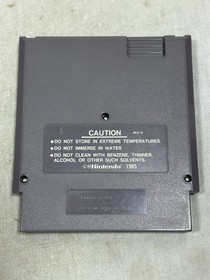 CAUTION
●DO NOT STORE IN EXTREME TEMPERATURES.
●DO NOT IMMERSE IN WATER.
●DO NOT CLEAN WITH BENZENE, THINNER,
ALCOHOL OR OTHER SUCH SOLVENTS.
©®Nintendo 1985